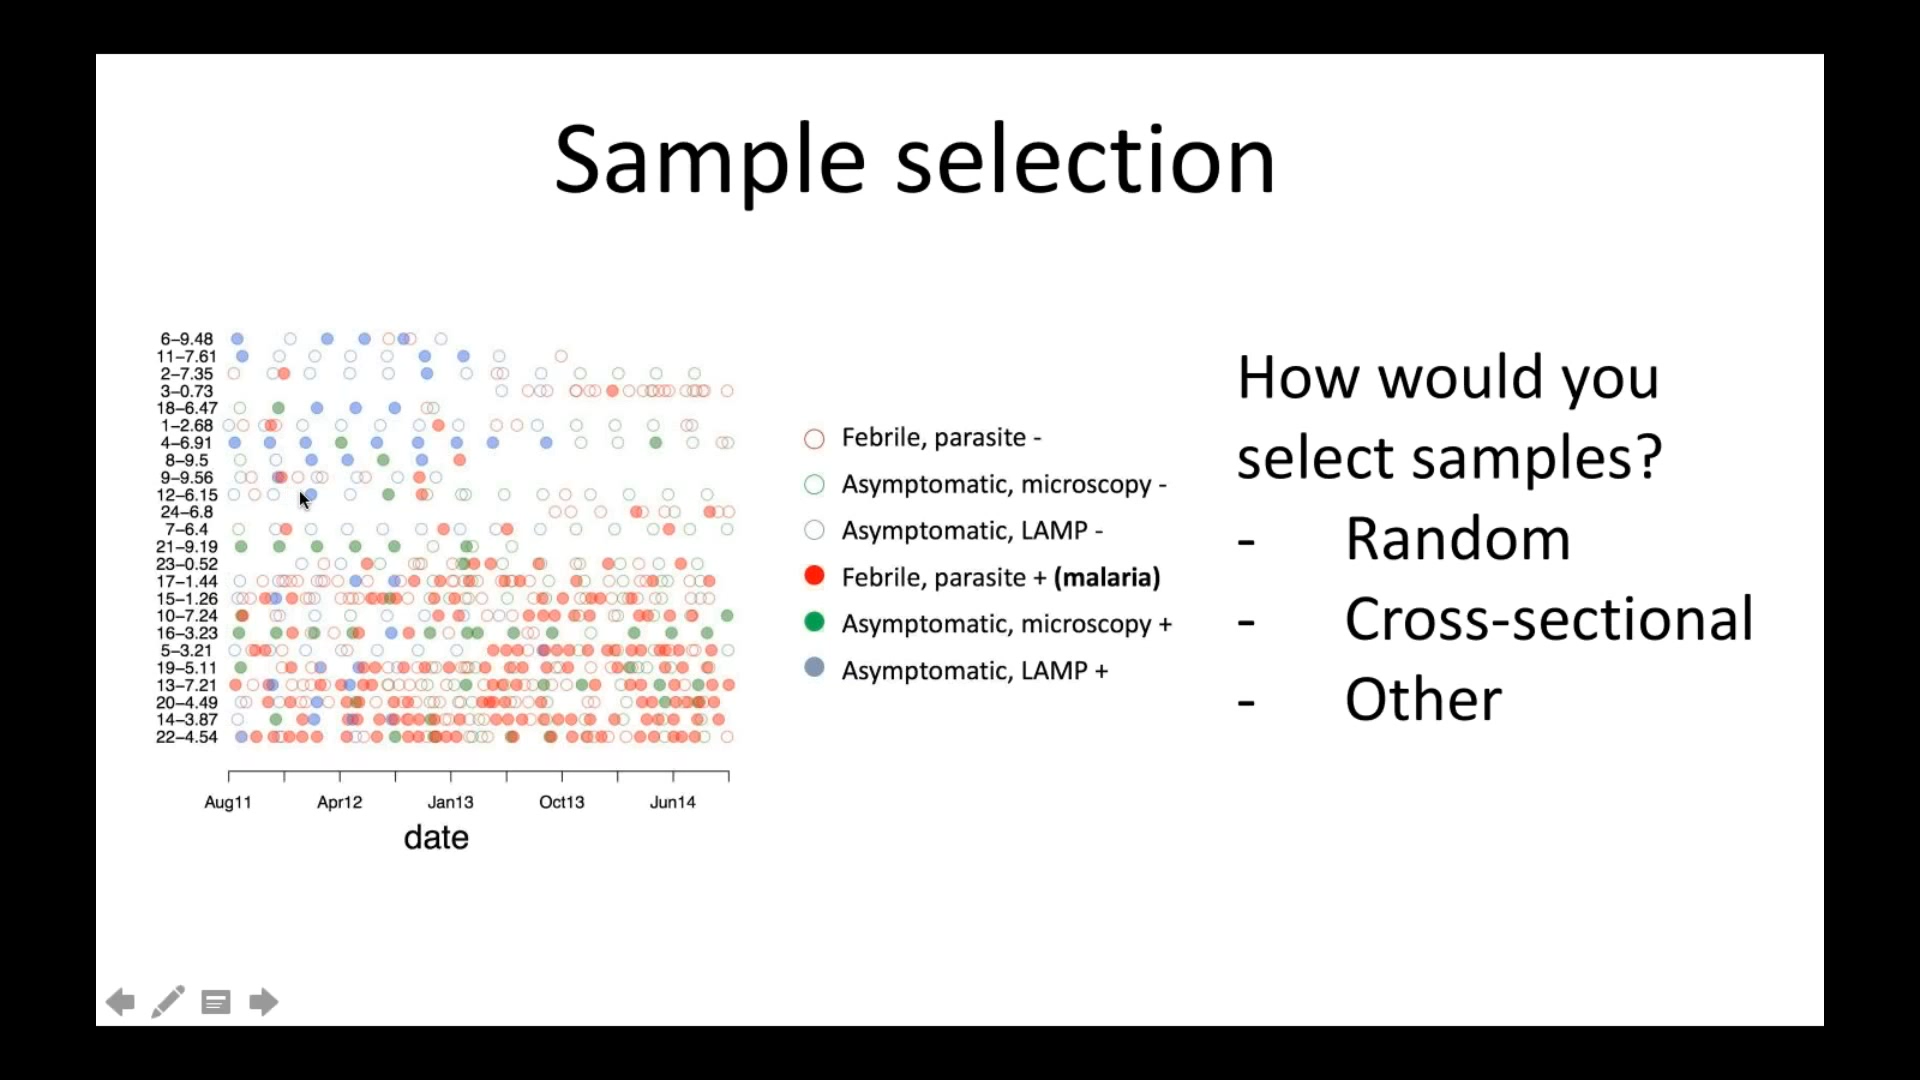 Sample selection
6–9.48
11–7.61
2–7.35
3–0.73
18–6.47
1–2.68
4–6.91
8–9.5
9–9.56
12–6.15
24–6.8
7–6.4
21–9.19
23–0.52
17–1.44
15–1.26
10–7.24
16–3.23
5–3.21
19–5.11
13–7.21
20–4.49
14–3.87
22–4.54
Aug11 Apr12 Jan13 Oct13 Jun14
date
Febrile, parasite -
Asymptomatic, microscopy -
Asymptomatic, LAMP -
Febrile, parasite + (malaria)
Asymptomatic, microscopy +
Asymptomatic, LAMP +
How would you
select samples?
- Random
- Cross-sectional
- Other